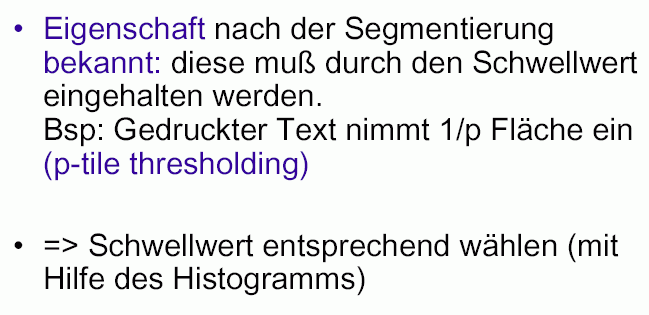 • Eigenschaft nach der Segmentierung
bekannt: diese muß durch den Schwellwert
eingehalten werden.
Bsp: Gedruckter Text nimmt 1/p Fläche ein
(p-tile thresholding)
• => Schwellwert entsprechend wählen (mit
Hilfe des Histogramms)